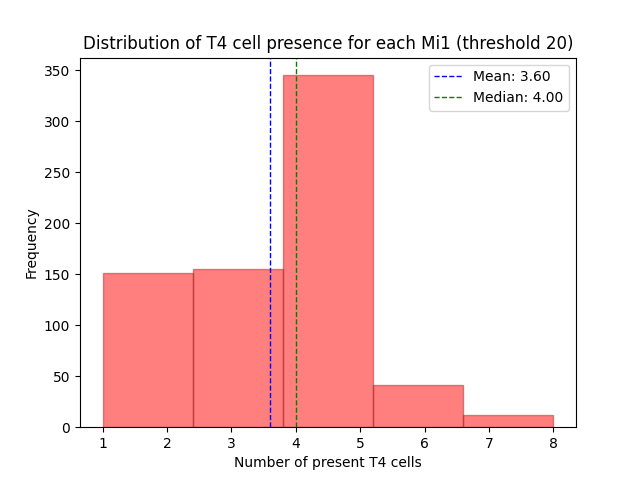 Distribution of T4 cell presence for each Mi1 (threshold 20)
Mean: 3.60
Median: 4.00
350
300
250
200
150
100
50
0
Frequency
1 2 3 4 5 6 7 8
Number of present T4 cells